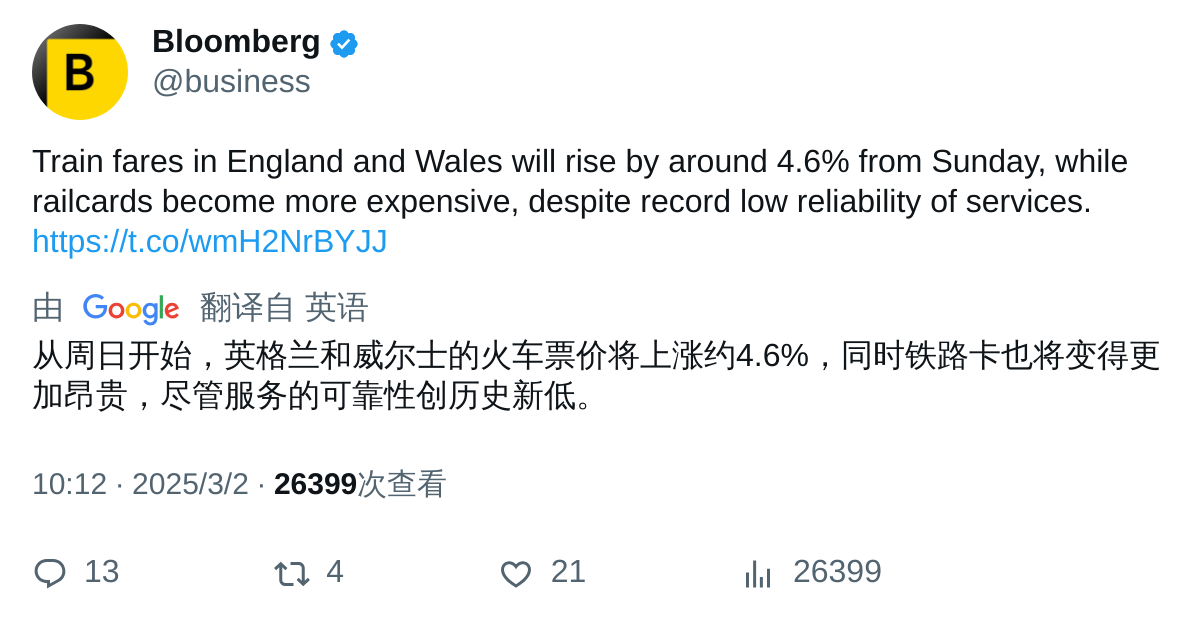 B
Bloomberg
@business
Train fares in England and Wales will rise by around 4.6% from Sunday, while
railcards become more expensive, despite record low reliability of services.
https://t.co/wmH2NrBYJJ
由 Google 翻译自 英语
从周日开始，英格兰和威尔士的火车票价将上涨约4.6%，同时铁路卡也将变得更
加昂贵，尽管服务的可靠性创历史新低。
10:12 · 2025/3/2 · 26399次查看
13 4 21 26399